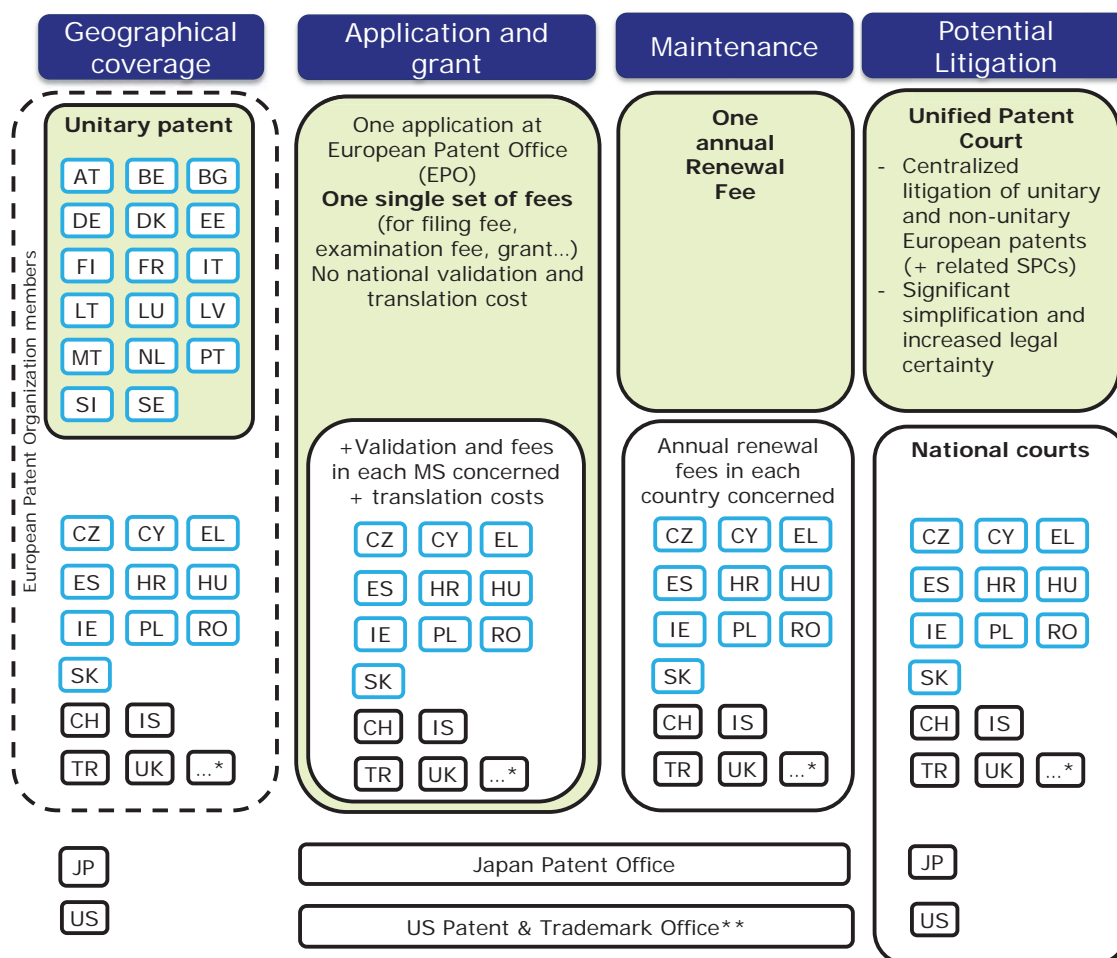 Geographical
coverage
Application and
grant
Maintenance
Potential
Litigation
European Patent Organization members
Unitary patent
AT BE BG
DE DK EE
FI FR IT
LT LU LV
MT NL PT
SI SE
CZ CY EL
ES HR HU
IE PL RO
SK
CH IS
TR UK ...*
JP
US
One application at
European Patent Office
(EPO)
One single set of fees
(for filing fee,
examination fee, grant...)
No national validation and
translation cost
+Validation and fees
in each MS concerned
+ translation costs
CZ CY EL
ES HR HU
IE PL RO
SK
CH IS
TR UK ...*
One
annual
Renewal
Fee
Annual renewal
fees in each
country concerned
CZ CY EL
ES HR HU
IE PL RO
SK
CH IS
TR UK ...*
Japan Patent Office
US Patent & Trademark Office**
Unified Patent
Court
- Centralized
litigation of unitary
and non-unitary
European patents
(+ related SPCs)
- Significant
simplification and
increased legal
certainty
National courts
CZ CY EL
ES HR HU
IE PL RO
SK
CH IS
TR UK ...*
JP
US